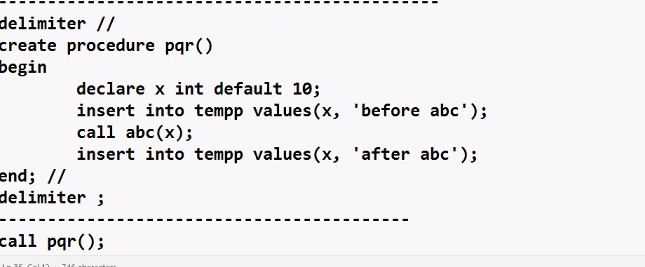 --------------------------------------------
delimiter //
create procedure pqr()
begin
        declare x int default 10;
        insert into tempp values(x, 'before abc');
        call abc(x);
        insert into tempp values(x, 'after abc');
end; //
delimiter ;
-----------------------------------------
call pqr();